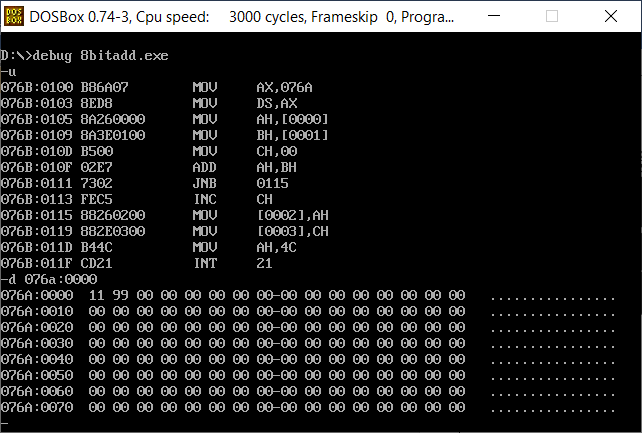 DOSBox 0.74-3, Cpu speed: 3000 cycles, Frameskip 0, Progra...
D:\>debug 8bitadd.exe
-u
076B:0100 B86A07 MOV AX,076A
076B:0103 8ED8 MOV DS,AX
076B:0105 8A260000 MOV AH,[0000]
076B:0109 8A3E0100 MOV BH,[0001]
076B:010D B500 MOV CH,00
076B:010F 02E7 ADD AH,BH
076B:0111 7302 JNB 0115
076B:0113 FEC5 INC CH
076B:0115 88260200 MOV [0002],AH
076B:0119 882E0300 MOV [0003],CH
076B:011D B44C MOV AH,4C
076B:011F CD21 INT 21
-d 076a:0000
076A:0000 11 99 00 00 00 00 00 00-00 00 00 00 00 00 00 00 ................
076A:0010 00 00 00 00 00 00 00 00-00 00 00 00 00 00 00 00 ................
076A:0020 00 00 00 00 00 00 00 00-00 00 00 00 00 00 00 00 ................
076A:0030 00 00 00 00 00 00 00 00-00 00 00 00 00 00 00 00 ................
076A:0040 00 00 00 00 00 00 00 00-00 00 00 00 00 00 00 00 ................
076A:0050 00 00 00 00 00 00 00 00-00 00 00 00 00 00 00 00 ................
076A:0060 00 00 00 00 00 00 00 00-00 00 00 00 00 00 00 00 ................
076A:0070 00 00 00 00 00 00 00 00-00 00 00 00 00 00 00 00 ................
-